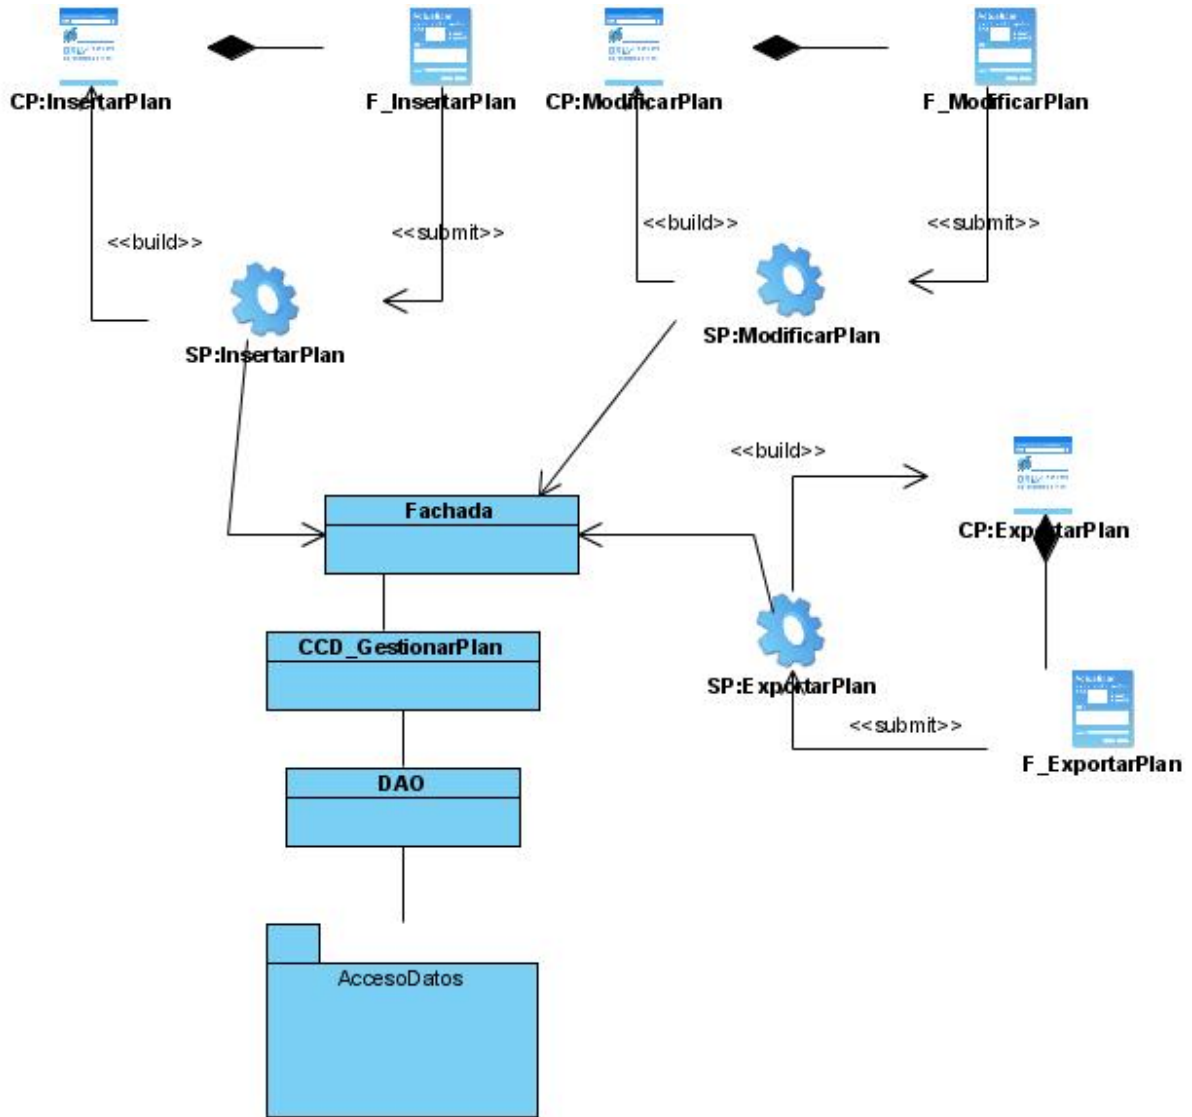 CP:InsertarPlan
F_InsertarPlan
CP:ModificarPlan
F_ModificarPlan
<<build>>
<<submit>>
<<build>>
<<submit>>
SP:InsertarPlan
SP:ModificarPlan
<<build>>
Fachada
CP:ExportarPlan
CCD_GestionarPlan
SP:ExportarPlan
<<submit>>
F_ExportarPlan
DAO
AccesoDatos